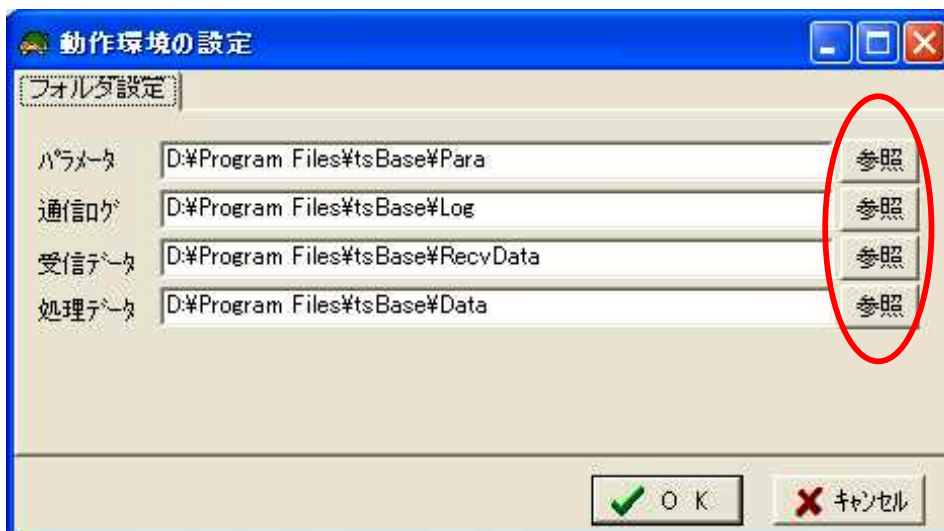 動作環境の設定
フォルダ設定
パラメータ D:¥Program Files¥tsBase¥Para 参照
通信ログ D:¥Program Files¥tsBase¥Log 参照
受信データ D:¥Program Files¥tsBase¥RecvData 参照
処理データ D:¥Program Files¥tsBase¥Data 参照
O K キャンセル